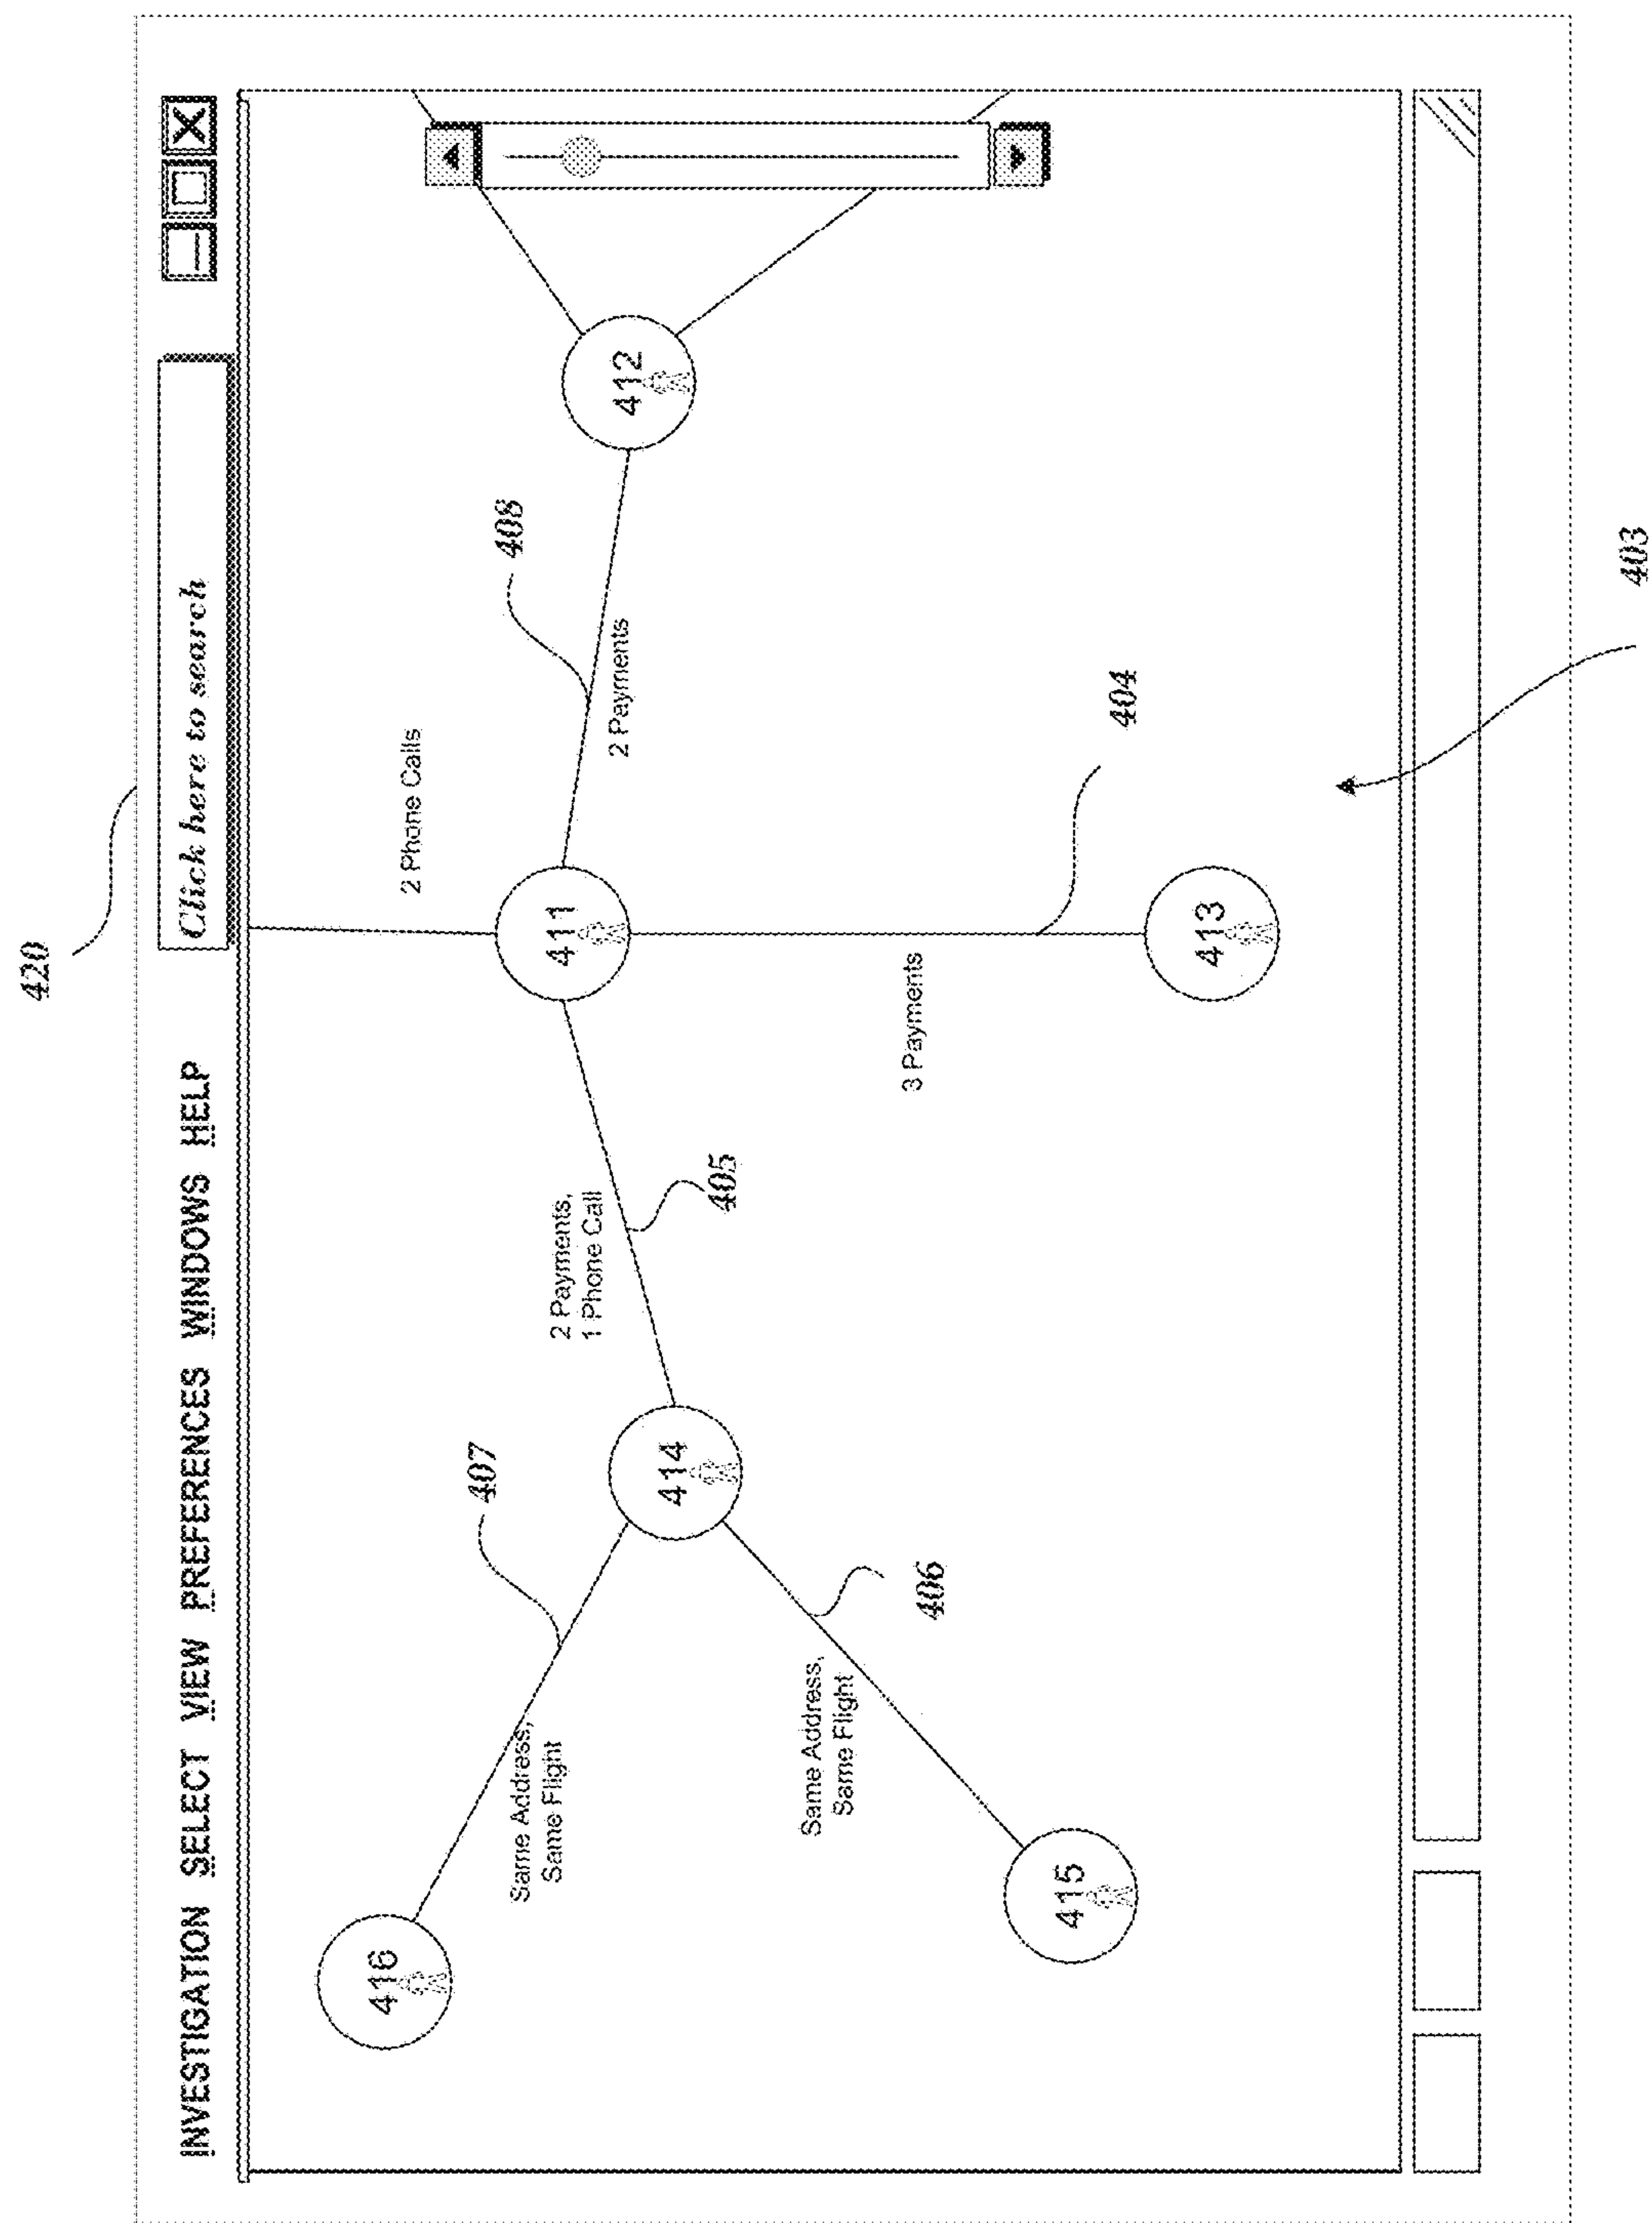 420
INVESTIGATION SELECT VIEW PREFERENCES WINDOWS HELP
Click here to search
2 Phone Calls
416
407
408
Same Address,
Same Flight
2 Payments,
1 Phone Call
411
412
2 Payments
414
405
Same Address,
Same Flight
406
3 Payments
415
404
413
403